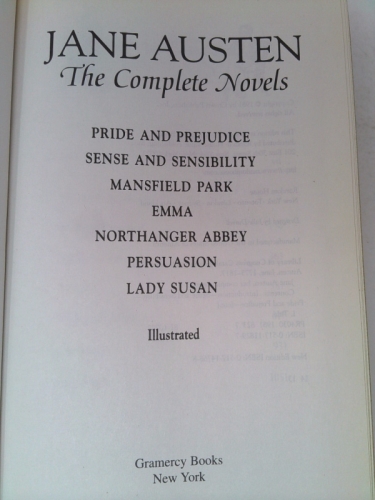 JANE AUSTEN
The Complete Novels
PRIDE AND PREJUDICE
SENSE AND SENSIBILITY
MANSFIELD PARK
EMMA
NORTHANGER ABBEY
PERSUASION
LADY SUSAN
Illustrated
Gramercy Books
New York